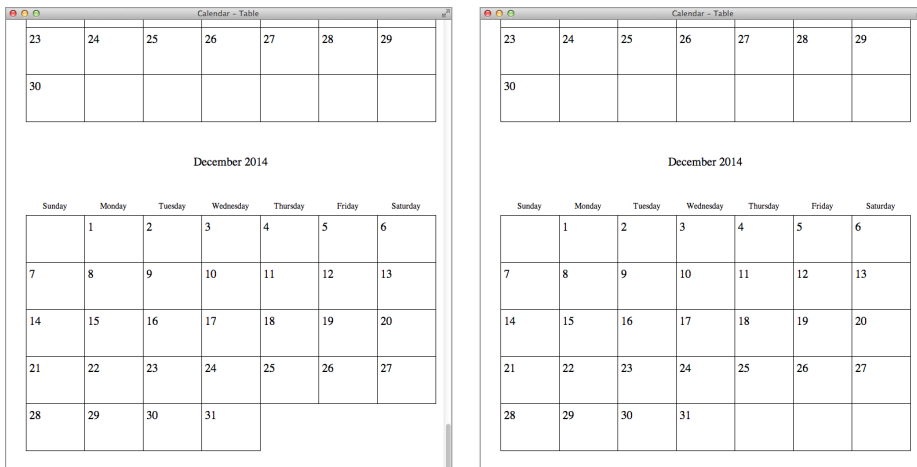 Calendar – Table
23 24 25 26 27 28 29
30
December 2014
Sunday Monday Tuesday Wednesday Thursday Friday Saturday
1 2 3 4 5 6
7 8 9 10 11 12 13
14 15 16 17 18 19 20
21 22 23 24 25 26 27
28 29 30 31
Calendar – Table
23 24 25 26 27 28 29
30
December 2014
Sunday Monday Tuesday Wednesday Thursday Friday Saturday
1 2 3 4 5 6
7 8 9 10 11 12 13
14 15 16 17 18 19 20
21 22 23 24 25 26 27
28 29 30 31